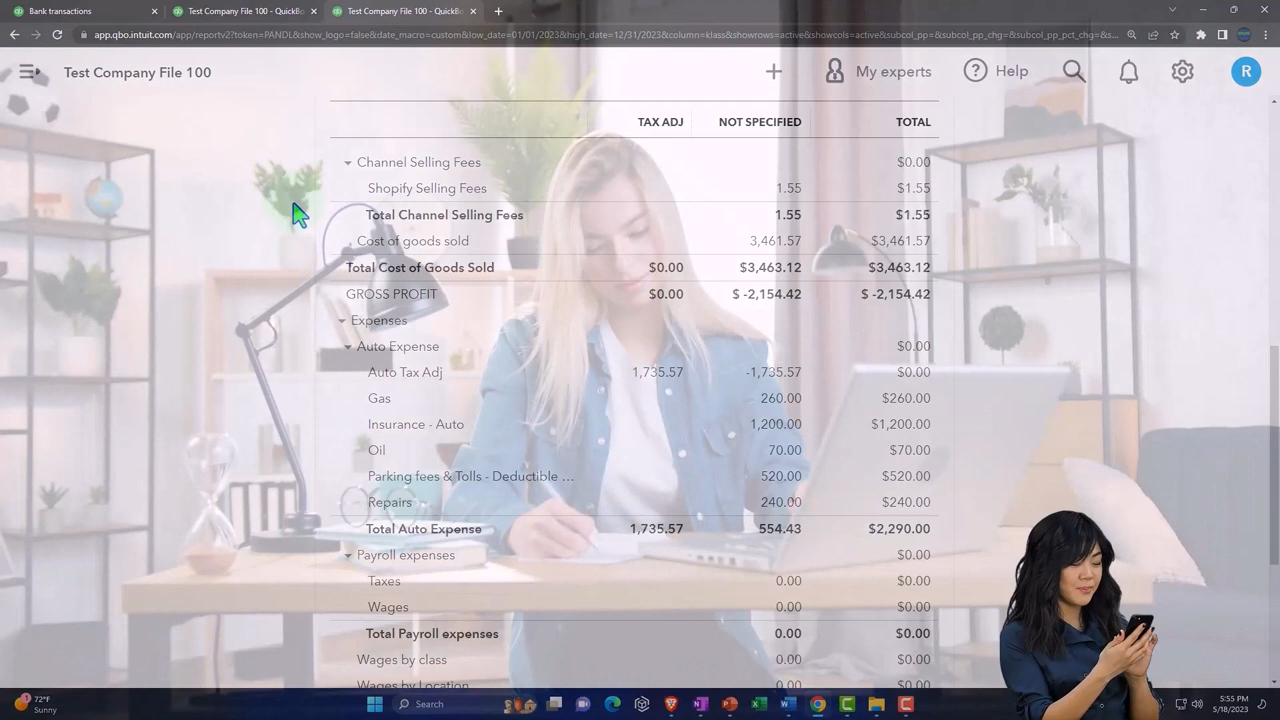 Bank transactions
Test Company File 100 - QuickBo
Test Company File 100 - QuickBo
app.qbo.intuit.com/app/reportv2?token=PANDL&show_logo=false&date_macro=custom&low_date=01/01/2023&high_date=12/31/2023&column=klass&showrows=active&showcols=active&subcol_pp=&subcol_pp_chg=&subcol_pp_pct_chg=&s...
Test Company File 100
My experts
Help
R
TAX ADJ NOT SPECIFIED TOTAL
Channel Selling Fees $0.00
Shopify Selling Fees 1.55 $1.55
Total Channel Selling Fees 1.55 $1.55
Cost of goods sold 3,461.57 $3,461.57
Total Cost of Goods Sold $0.00 $3,463.12 $3,463.12
GROSS PROFIT $0.00 $ -2,154.42 $ -2,154.42
Expenses
Auto Expense $0.00
Auto Tax Adj 1,735.57 -1,735.57 $0.00
Gas 260.00 $260.00
Insurance - Auto 1,200.00 $1,200.00
Oil 70.00 $70.00
Parking fees & Tolls - Deductible ... 520.00 $520.00
Repairs 240.00 $240.00
Total Auto Expense 1,735.57 554.43 $2,290.00
Payroll expenses $0.00
Taxes 0.00 $0.00
Wages 0.00 $0.00
Total Payroll expenses 0.00 $0.00
Wages by class 0.00 $0.00
Wages by Location 0.00 $0.00
72°F
Sunny
Search
5:55 PM
5/18/2023